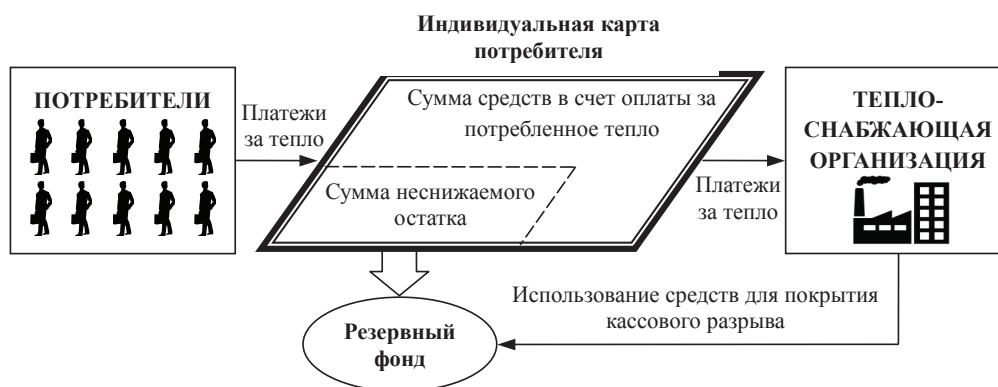 Индивидуальная карта
потребителя
ПОТРЕБИТЕЛИ
Платежи
за тепло
Сумма средств в счет оплаты за
потребленное тепло
Сумма неснижаемого
остатка
Платежи
за тепло
ТЕПЛО-
СНАБЖАЮЩАЯ
ОРГАНИЗАЦИЯ
Использование средств для покрытия
кассового разрыва
Резервный
фонд